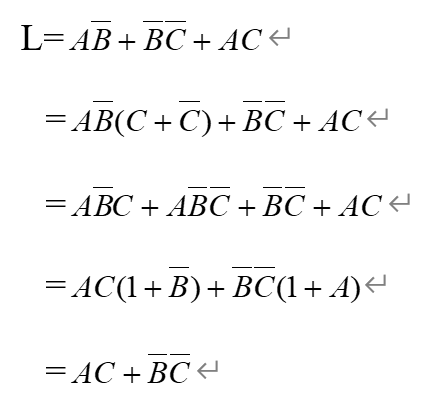 L= AB̅ + B̅C̅ + AC ↵
= AB̅(C + C̅) + B̅C̅ + AC ↵
= AB̅C + AB̅C̅ + B̅C̅ + AC ↵
= AC(1 + B̅) + B̅C̅(1 + A) ↵
= AC + B̅C̅ ↵